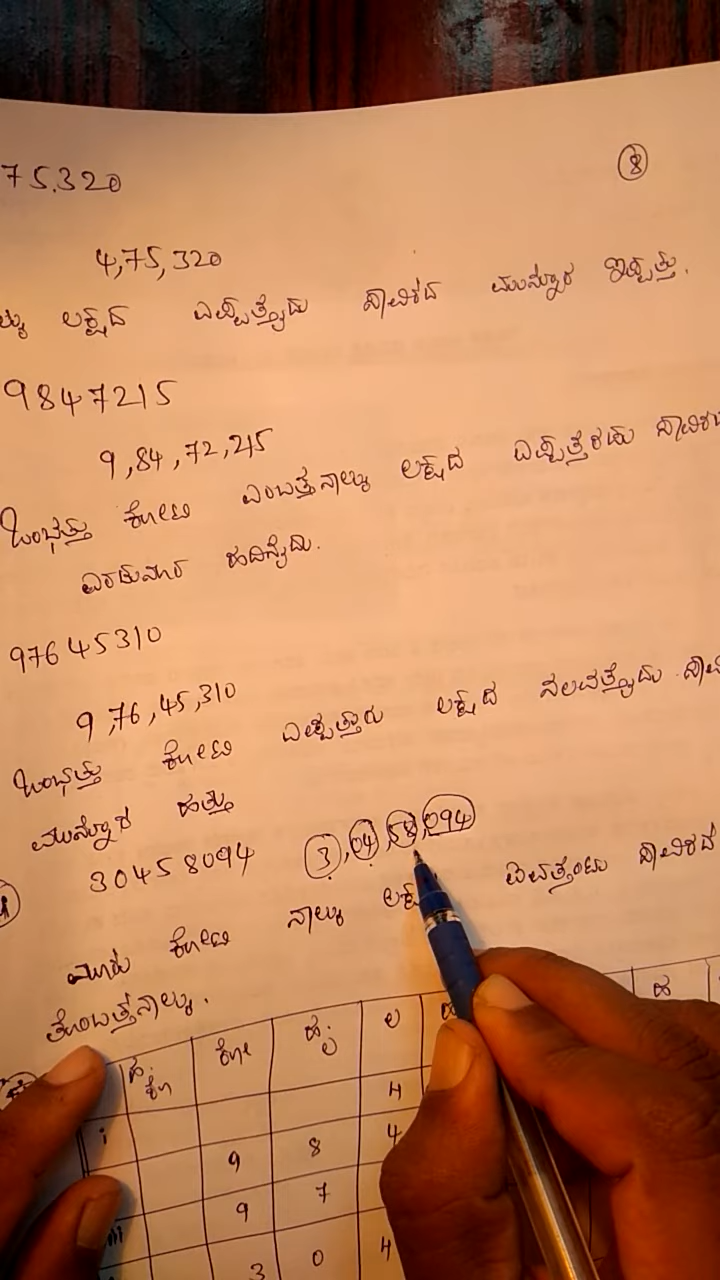 8
75,320
4,75,320
ಲಕ್ಷದ ಎಪ್ಪತ್ತೈದು ಸಾವಿರದ ಮುನ್ನೂರ ಇಪ್ಪತ್ತು.
9847215
9,84,72,215
ಒಂಭತ್ತು ಕೋಟಿ ಎಂಬತ್ತನಾಲ್ಕು ಲಕ್ಷದ ಎಪ್ಪತ್ತೆರಡು
ಎರಡುನೂರ ಹದಿನೈದು.
97645310
9,76,45,310
ಒಂಭತ್ತು ಕೋಟಿ ಎಪ್ಪತ್ತಾರು ಲಕ್ಷದ ನಲವತ್ತೈದು
ಮುನ್ನೂರ ಹತ್ತು
30458094 3,04,58,094
ಮೂರು ಕೋಟಿ ನಾಲ್ಕು ಐವತ್ತೆಂಟು ಸಾವಿರದ
ತೊಂಬತ್ತನಾಲ್ಕು.
ಹ.ಕೋ ಕೋ ಹ.ಲ ಲ ಹ
4
i 9 8 4
9 7
3 0 4